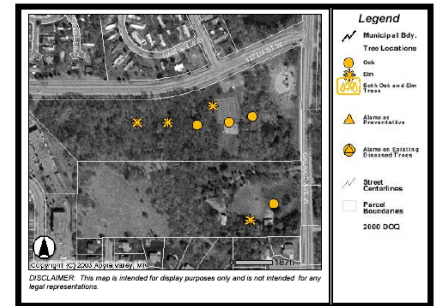 Legend
Municipal Bdy.
Tree Locations
Oak
Elm
Both Oak and Elm
Trees
Alamo as
Preventative
Alamo on Existing
Diseased Trees
Street
Centerlines
Parcel
Boundaries
2000 DOQ
Copyright (C) 2003 Apple Valley, MN
DISCLAIMER: This map is intended for display purposes only and is not intended for any
legal representations.